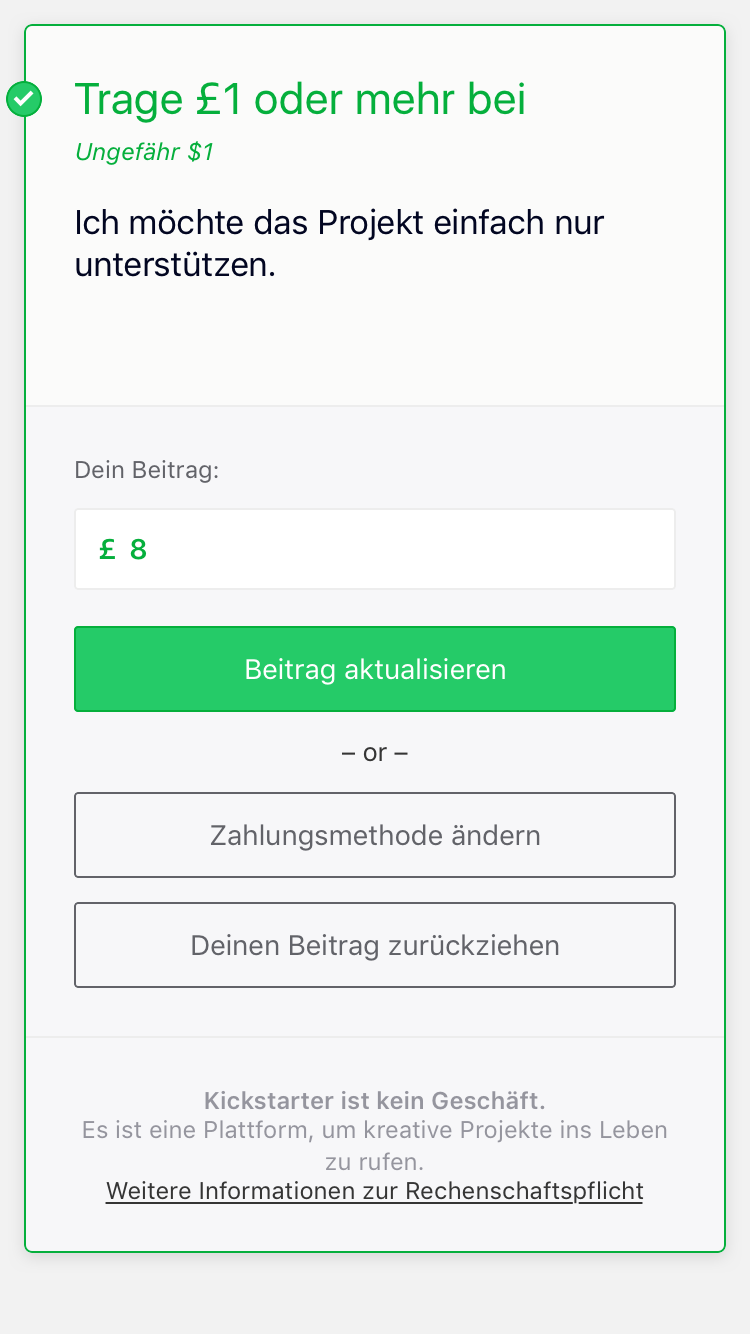 Trage £1 oder mehr bei
Ungefähr $1
Ich möchte das Projekt einfach nur
unterstützen.
Dein Beitrag:
£ 8
Beitrag aktualisieren
– or –
Zahlungsmethode ändern
Deinen Beitrag zurückziehen
Kickstarter ist kein Geschäft.
Es ist eine Plattform, um kreative Projekte ins Leben
zu rufen.
Weitere Informationen zur Rechenschaftspflicht